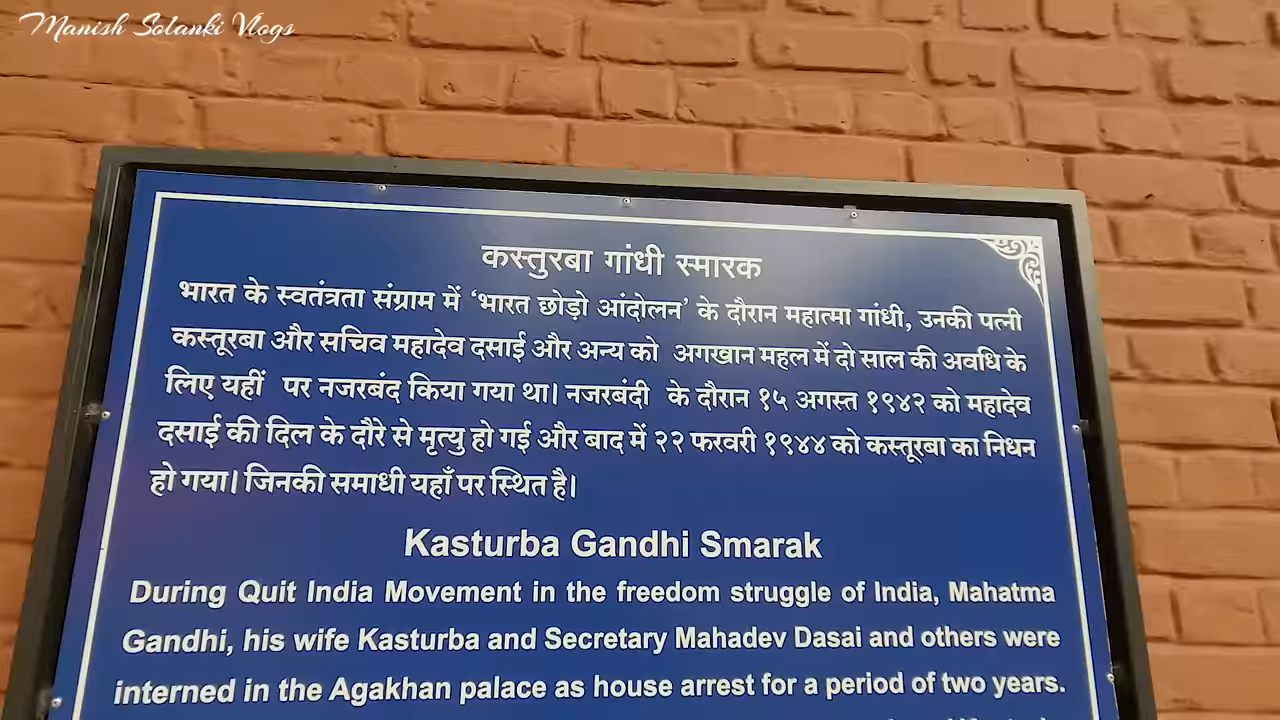 Manish Solanki Vlogs
कस्तुरबा गांधी स्मारक
भारत के स्वतंत्रता संग्राम में ‘भारत छोड़ो आंदोलन’ के दौरान महात्मा गांधी, उनकी पत्नी
कस्तूरबा और सचिव महादेव दसाई और अन्य को अगखान महल में दो साल की अवधि के
लिए यहीं पर नजरबंद किया गया था। नजरबंदी के दौरान १५ अगस्त १९४२ को महादेव
दसाई की दिल के दौरे से मृत्यु हो गई और बाद में २२ फरवरी १९४४ को कस्तूरबा का निधन
हो गया। जिनकी समाधी यहाँ पर स्थित है।
Kasturba Gandhi Smarak
During Quit India Movement in the freedom struggle of India, Mahatma
Gandhi, his wife Kasturba and Secretary Mahadev Dasai and others were
interned in the Agakhan palace as house arrest for a period of two years.